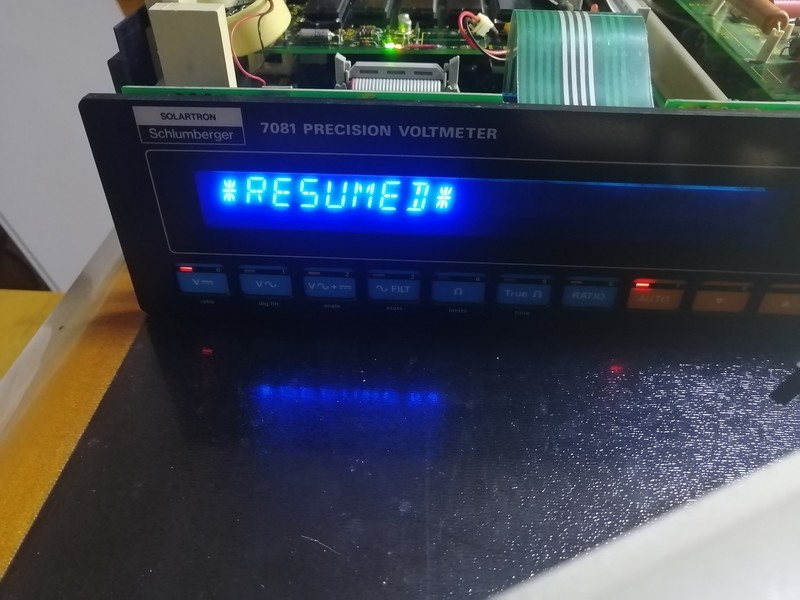 SOLARTRON
Schlumberger
7081 PRECISION VOLTMETER
*RESUMED*
V
V
V
FILT
Ω
True Ω
RATIO
AUTO